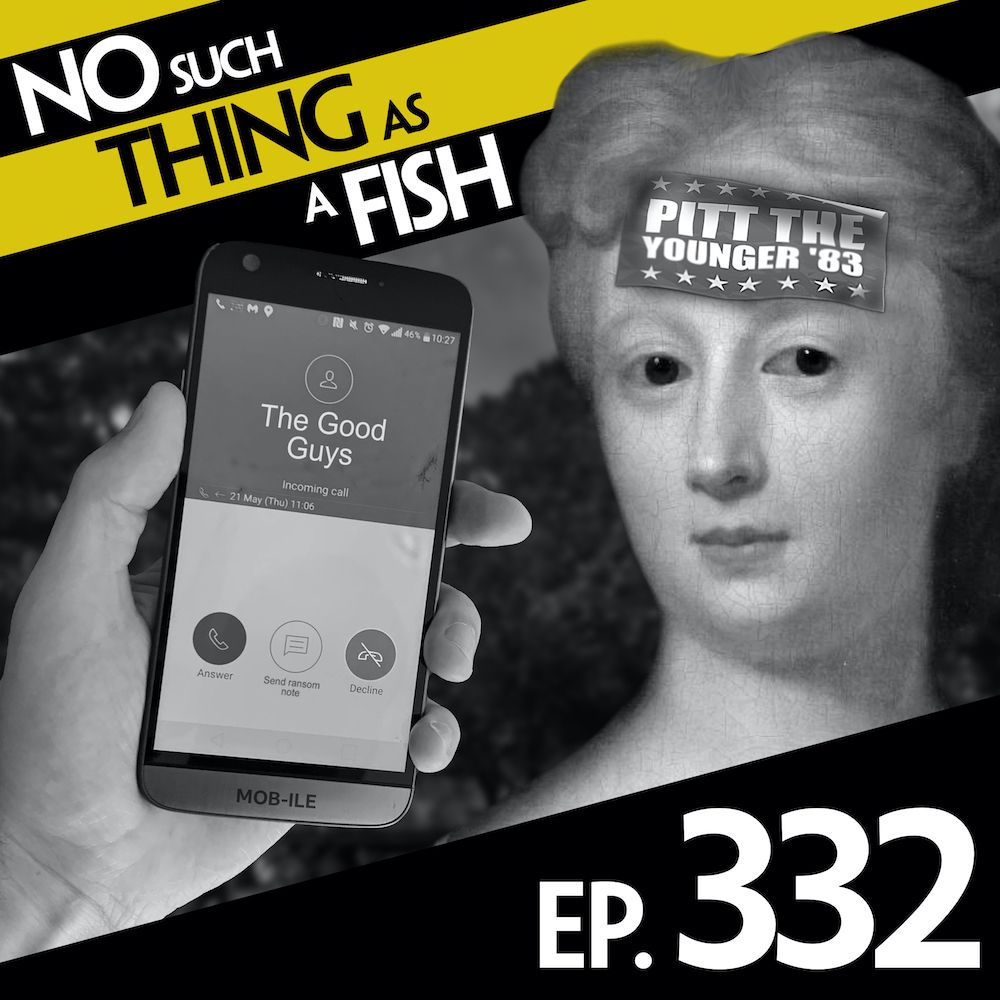 NO SUCH
THING AS
A FISH
PITT THE
YOUNGER '83
46% 10:27
The Good
Guys
Incoming call
21 May (Thu) 11:06
Answer
Send ransom
note
Decline
MOB-ILE
EP. 332